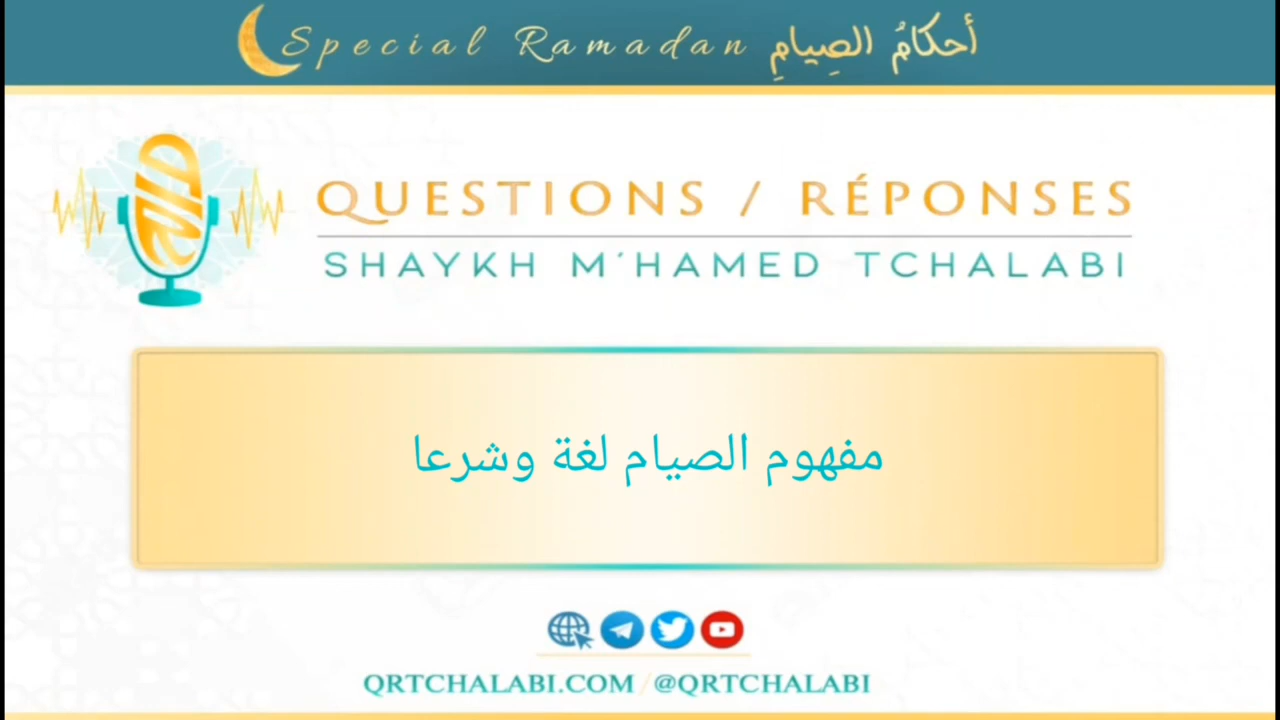 Special Ramadan أحكامُ الصِيامِ
QUESTIONS / RÉPONSES
SHAYKH M'HAMED TCHALABI
مفهوم الصيام لغة وشرعا
QRTCHALABI.COM / @QRTCHALABI